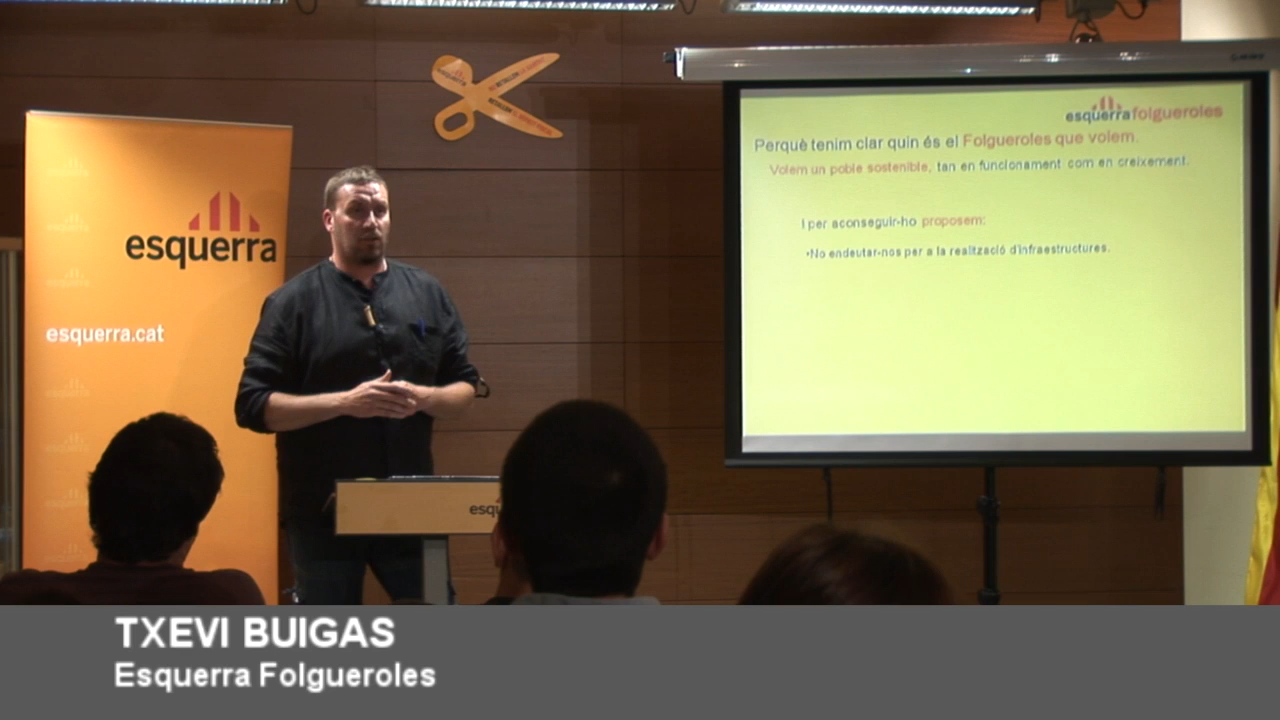 esquerra
esquerra.cat
esquerra
esquerrafolgueroles
Perquè tenim clar quin és el Folgueroles que volem.
Volem un poble sostenible, tan en funcionament com en creixement.
I per aconseguir-ho proposem:
•No endeutar-nos per a la realització d'infraestructures.
esqu
TXEVI BUIGAS
Esquerra Folgueroles